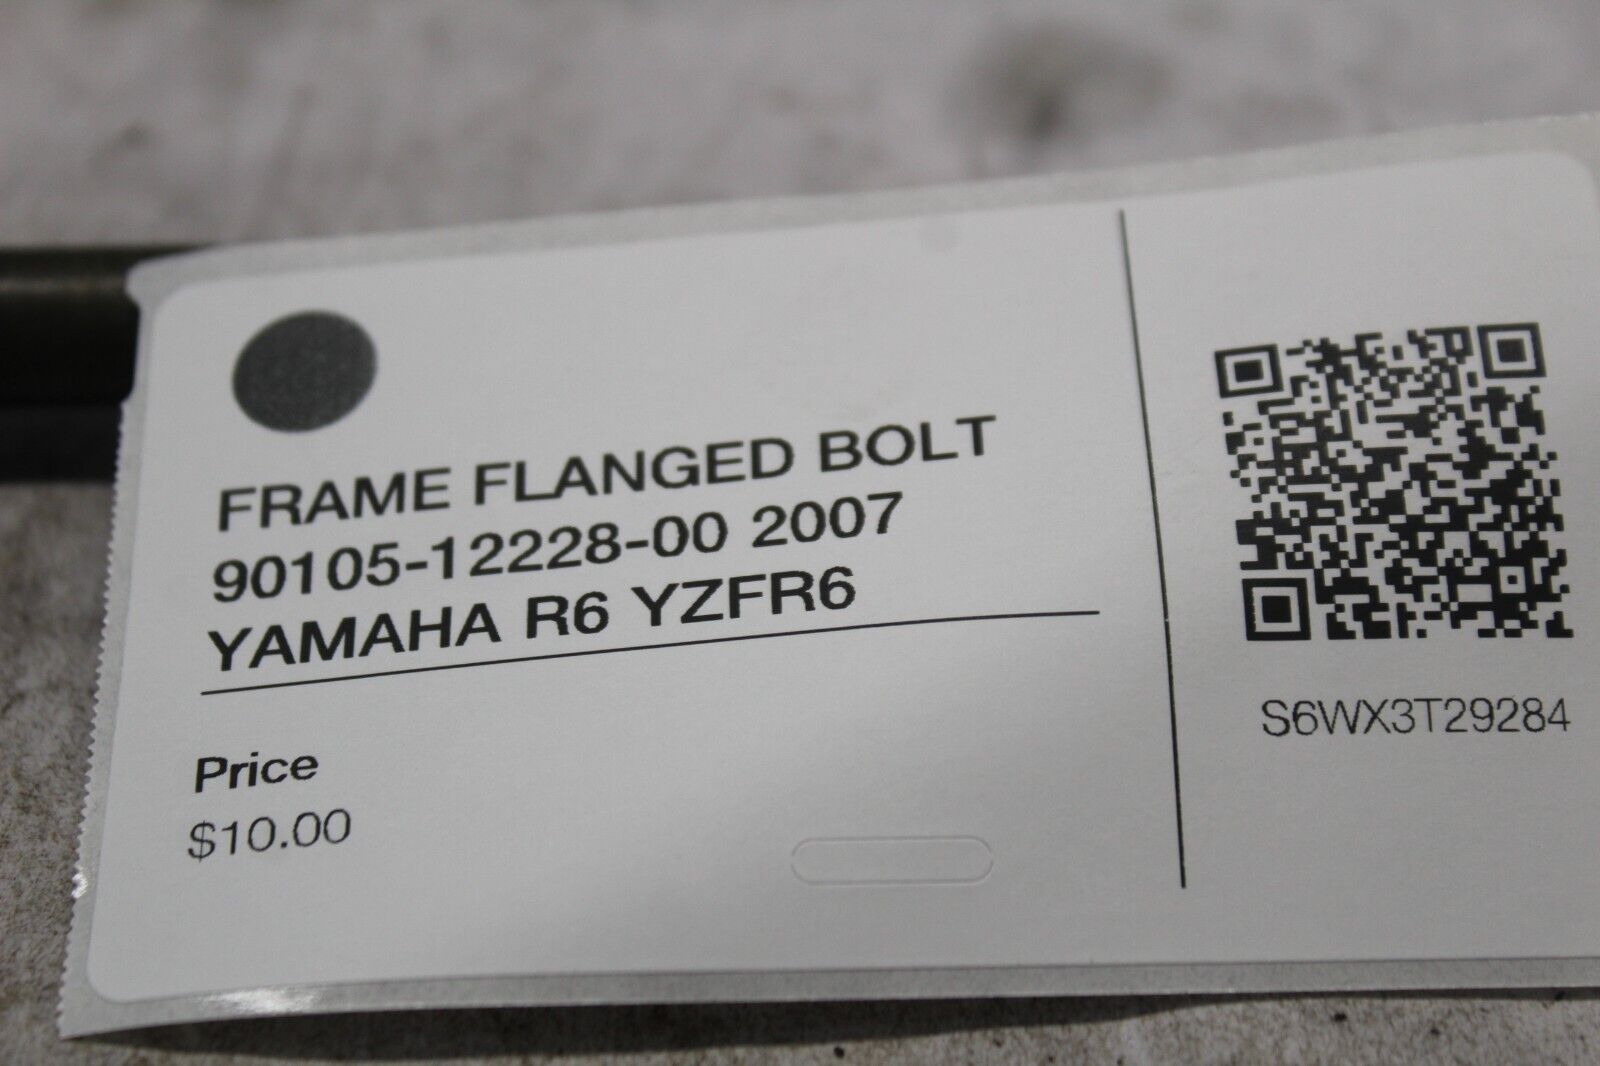 FRAME FLANGED BOLT
90105-12228-00 2007
YAMAHA R6 YZFR6
Price
$10.00
S6WX3T29284